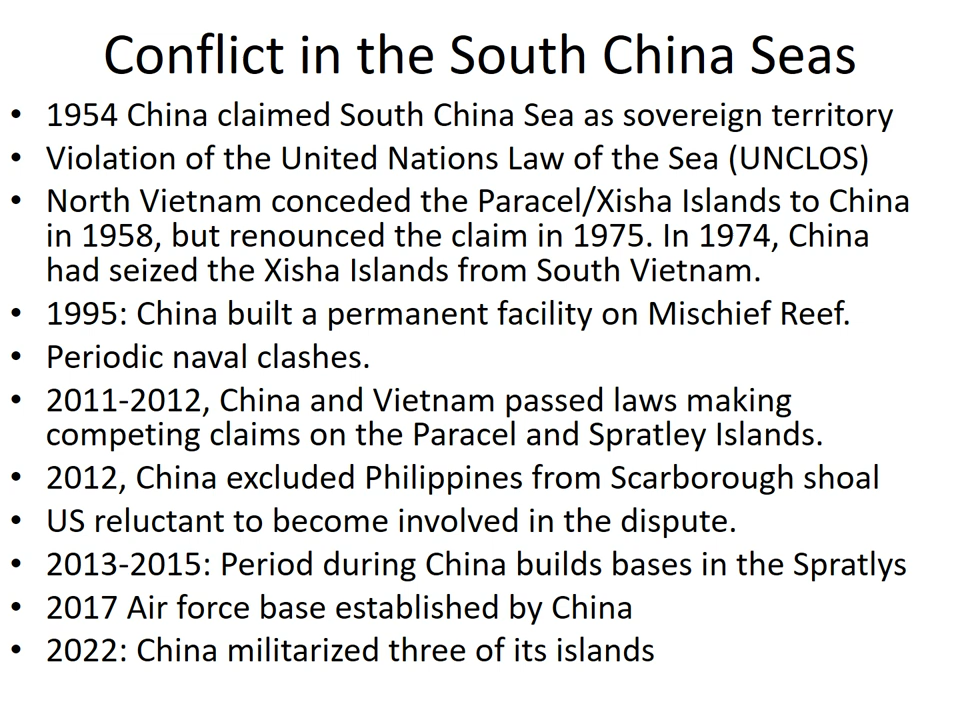 Conflict in the South China Seas
• 1954 China claimed South China Sea as sovereign territory
• Violation of the United Nations Law of the Sea (UNCLOS)
• North Vietnam conceded the Paracel/Xisha Islands to China
in 1958, but renounced the claim in 1975. In 1974, China
had seized the Xisha Islands from South Vietnam.
• 1995: China built a permanent facility on Mischief Reef.
• Periodic naval clashes.
• 2011-2012, China and Vietnam passed laws making
competing claims on the Paracel and Spratley Islands.
• 2012, China excluded Philippines from Scarborough shoal
• US reluctant to become involved in the dispute.
• 2013-2015: Period during China builds bases in the Spratlys
• 2017 Air force base established by China
• 2022: China militarized three of its islands